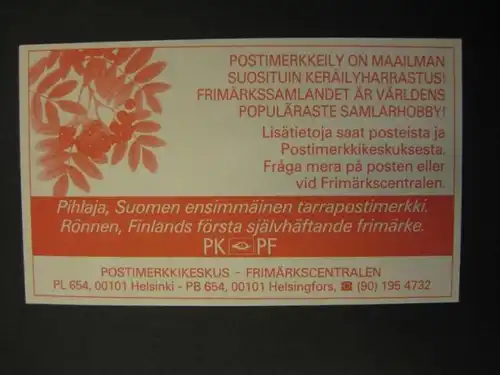 POSTIMERKKEILY ON MAAILMAN
SUOSITUIN KERÄILYHARRASTUS!
FRIMÄRKSSAMLANDET ÄR VÄRLDENS
POPULÄRASTE SAMLARHOBBY!
Lisätietoja saat posteista ja
Postimerkkikeskuksesta.
Fråga mera på posten eller
vid Frimärkscentralen.
Pihlaja, Suomen ensimmäinen tarrapostimerkki.
Rönnen, Finlands första självhäftande frimärke.
PK PF
POSTIMERKKIKESKUS - FRIMÄRKSCENTRALEN
PL 654, 00101 Helsinki - PB 654, 00101 Helsingfors, ☎ (90) 195 4732